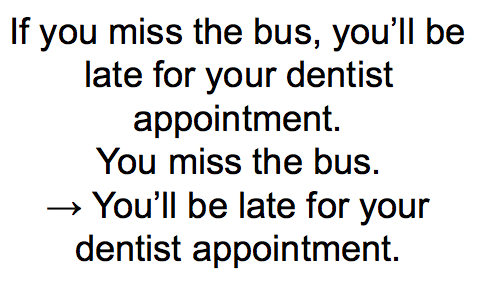 If you miss the bus, you’ll be
late for your dentist
appointment.
You miss the bus.
→ You’ll be late for your
dentist appointment.